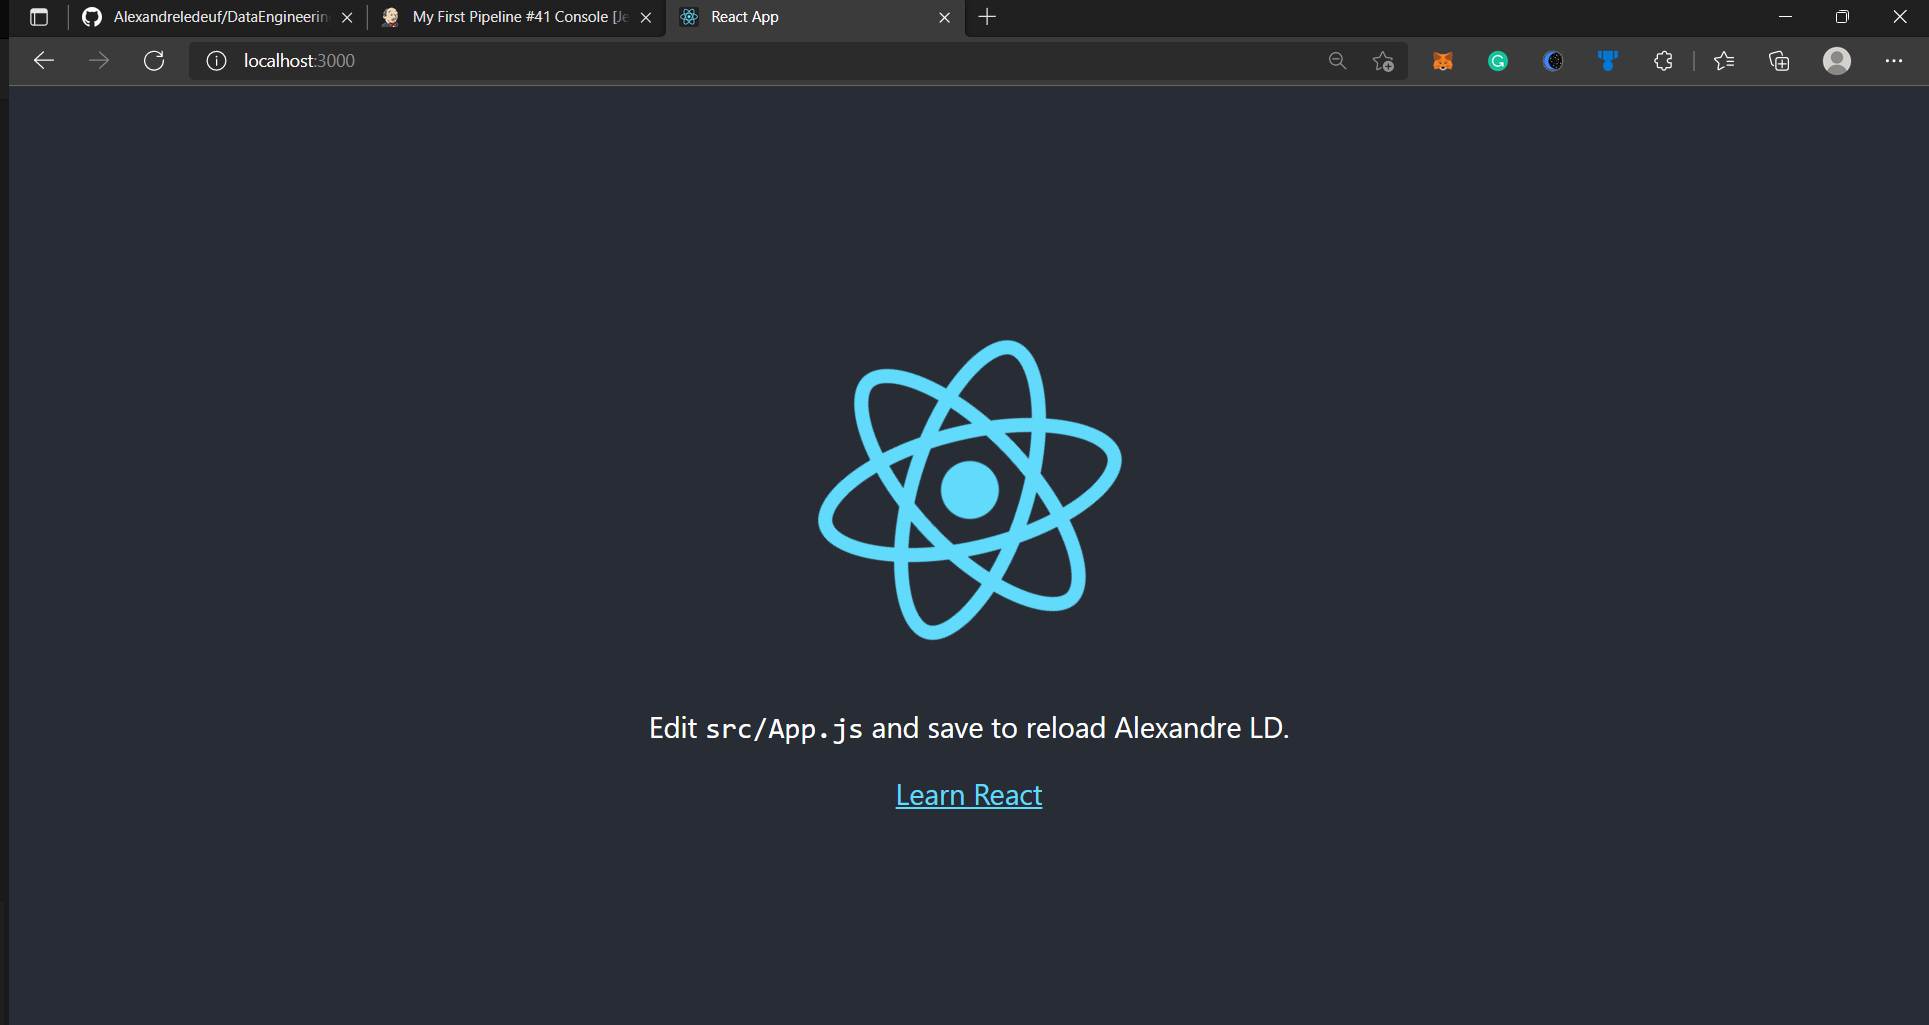 Alexandreledeuf/DataEngineerin
My First Pipeline #41 Console [Je
React App
localhost:3000
Edit src/App.js and save to reload Alexandre LD.
Learn React